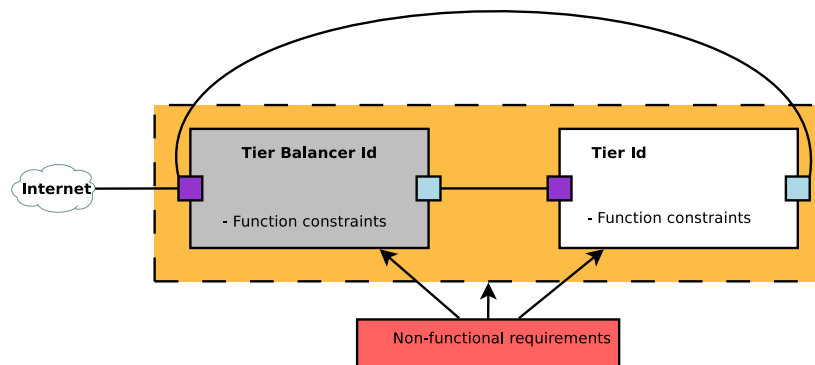 Tier Balancer Id
Tier Id
Internet
- Function constraints
- Function constraints
Non-functional requirements